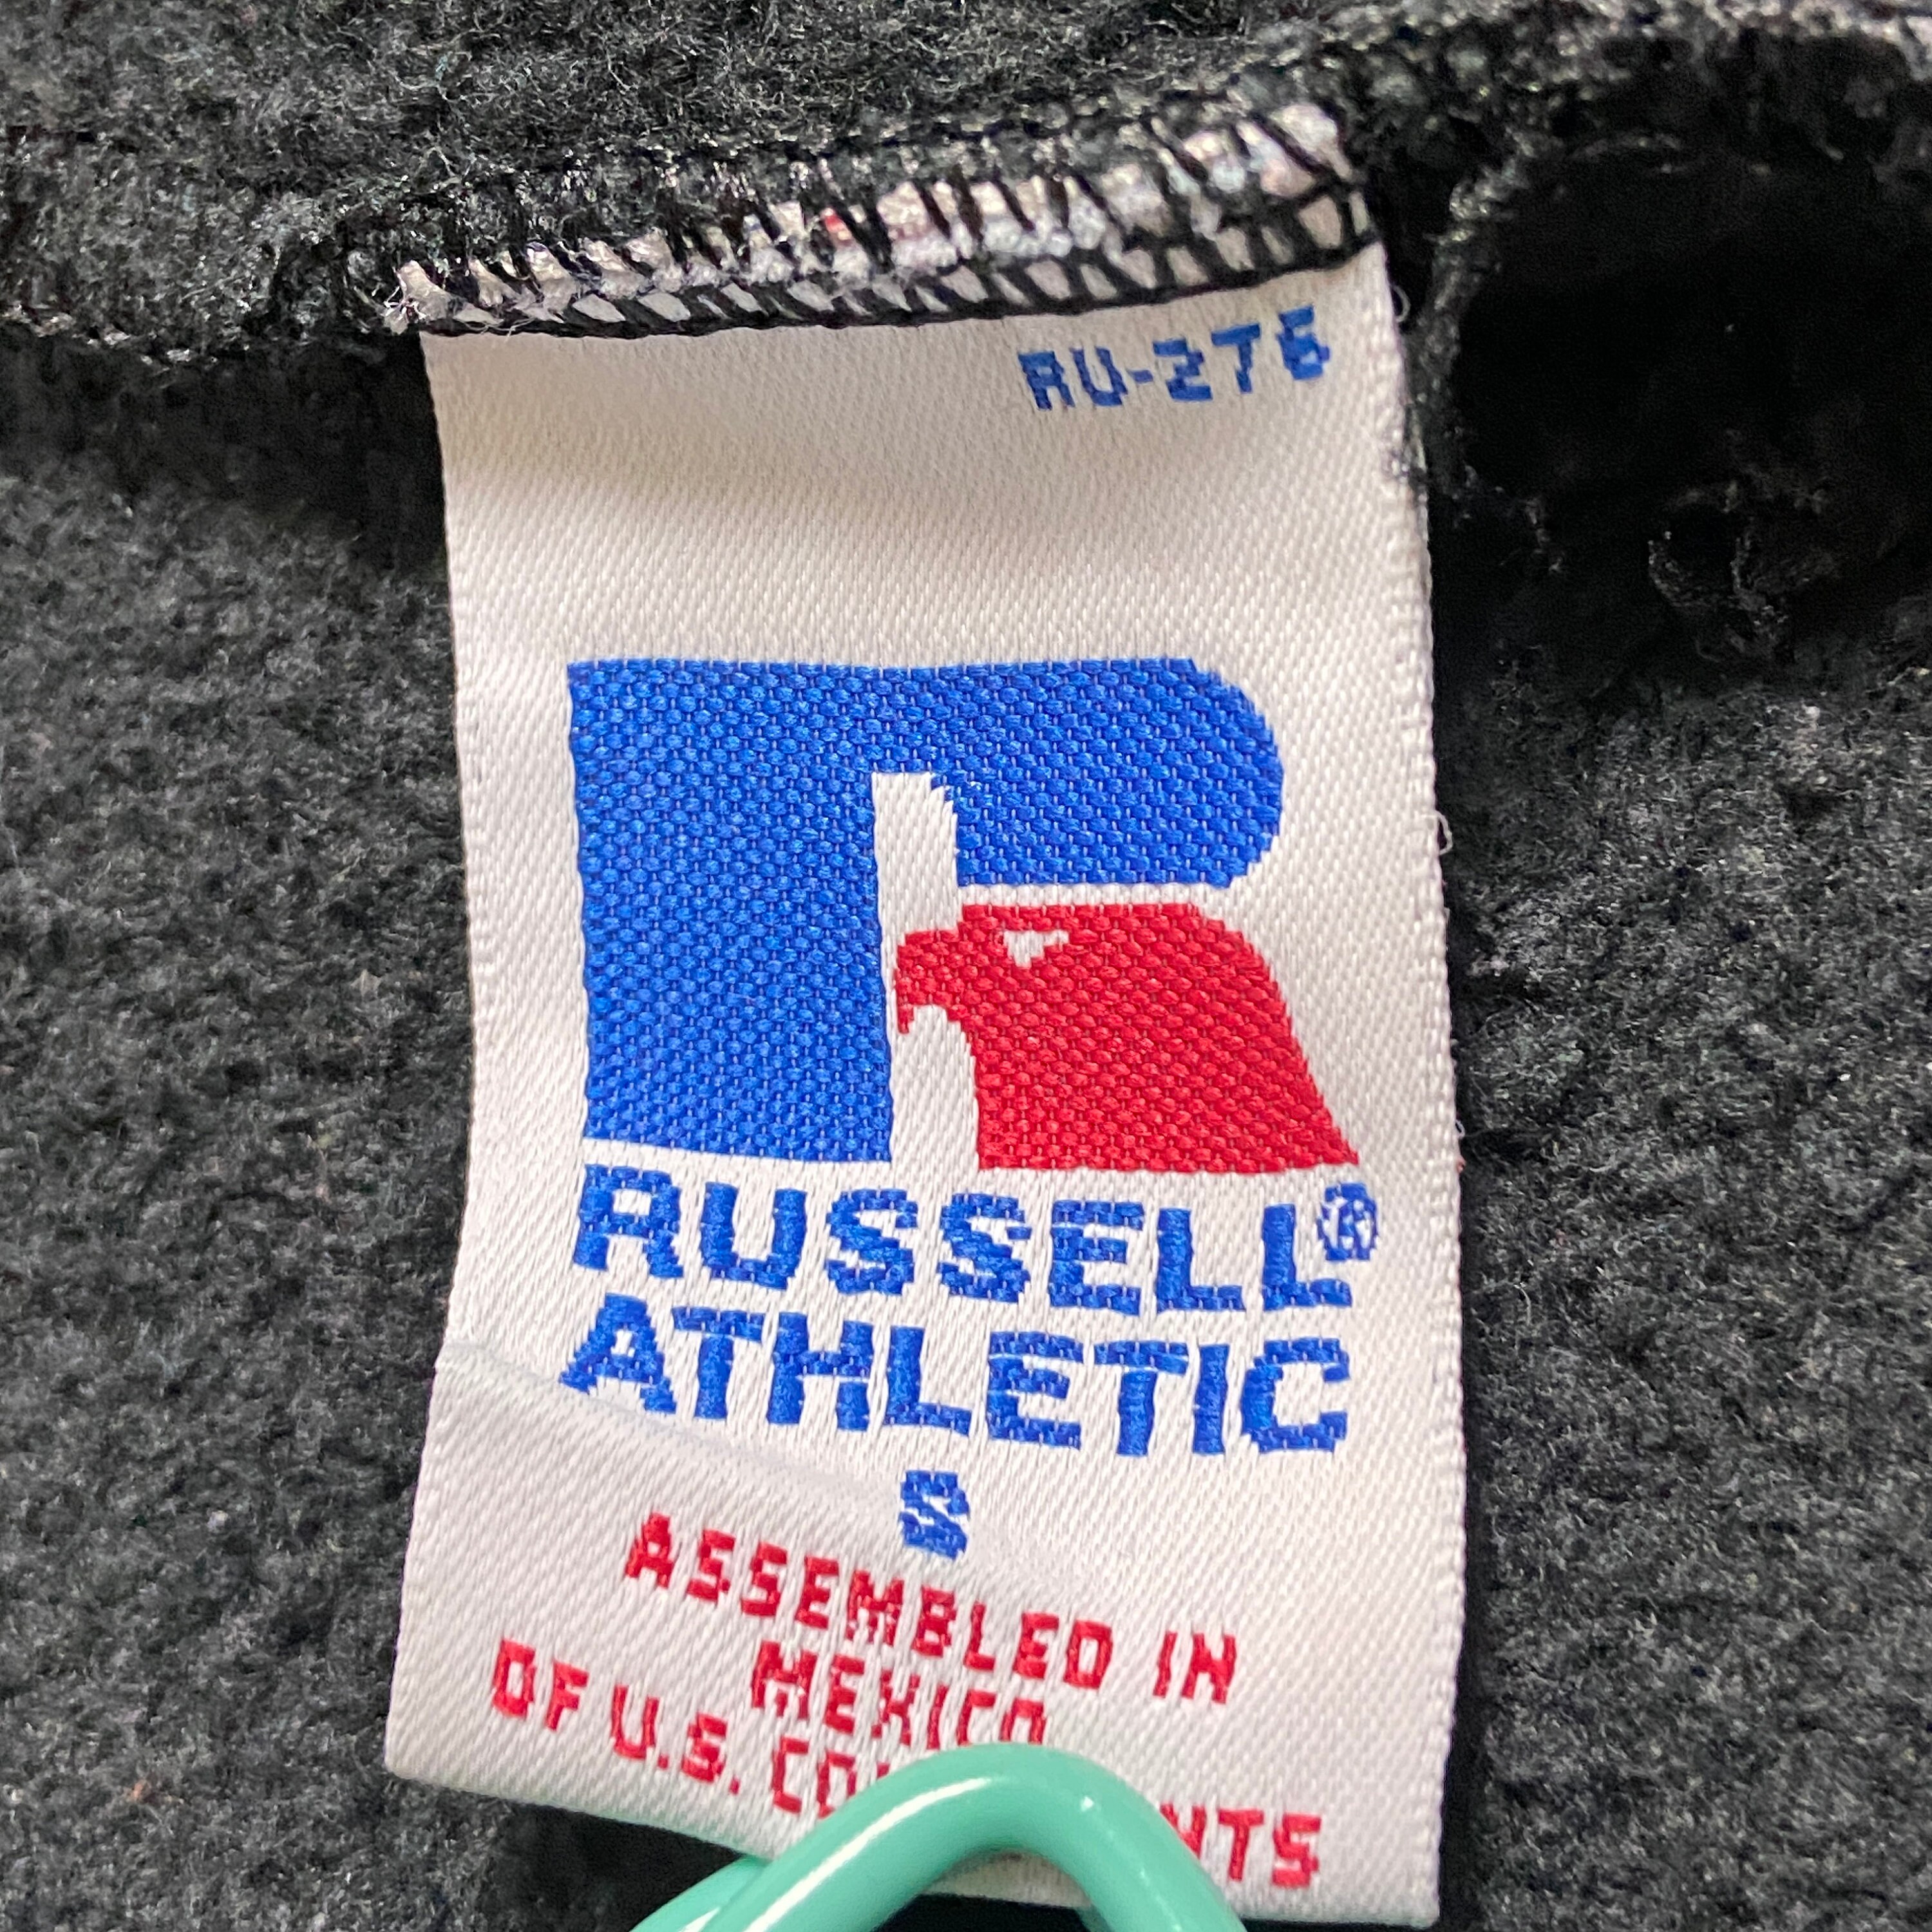 RU-276
RUSSELL®
ATHLETIC
S
ASSEMBLED IN
MEXICO
OF U.S.